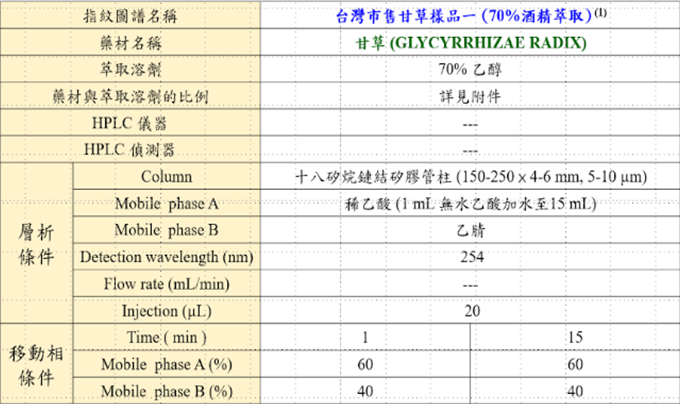 指紋圖譜名稱 台灣市售甘草樣品一 (70%酒精萃取)(1)
藥材名稱 甘草 (GLYCYRRHIZAE RADIX)
萃取溶劑 70% 乙醇
藥材與萃取溶劑的比例 詳見附件
HPLC 儀器 ---
HPLC 偵測器 ---
層析條件
Column 十八矽烷鏈結矽膠管柱 (150-250 x 4-6 mm, 5-10 μm)
Mobile phase A 稀乙酸 (1 mL 無水乙酸加水至15 mL)
Mobile phase B 乙腈
Detection wavelength (nm) 254
Flow rate (mL/min) ---
Injection (μL) 20
移動相條件
Time ( min ) 1 15
Mobile phase A (%) 60 60
Mobile phase B (%) 40 40